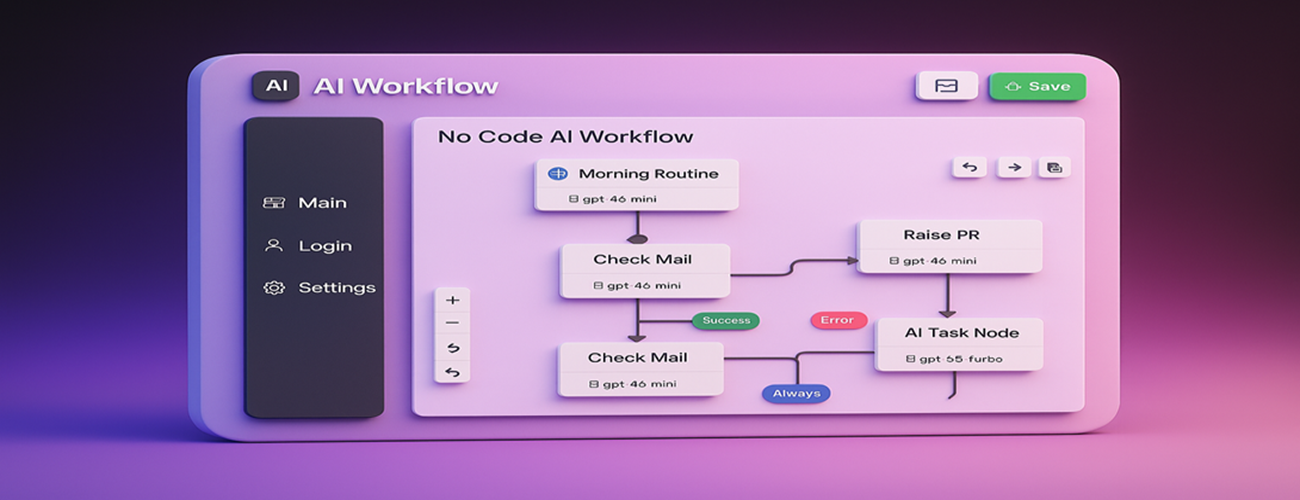 AI AI Workflow
Save
Main
Login
Settings
No Code AI Workflow
Morning Routine
gpt·46 mini
Check Mail
gpt·46 mini
Success
Check Mail
gpt·46 mini
Always
Raise PR
gpt·46 mini
Error
AI Task Node
gpt·55·furbo